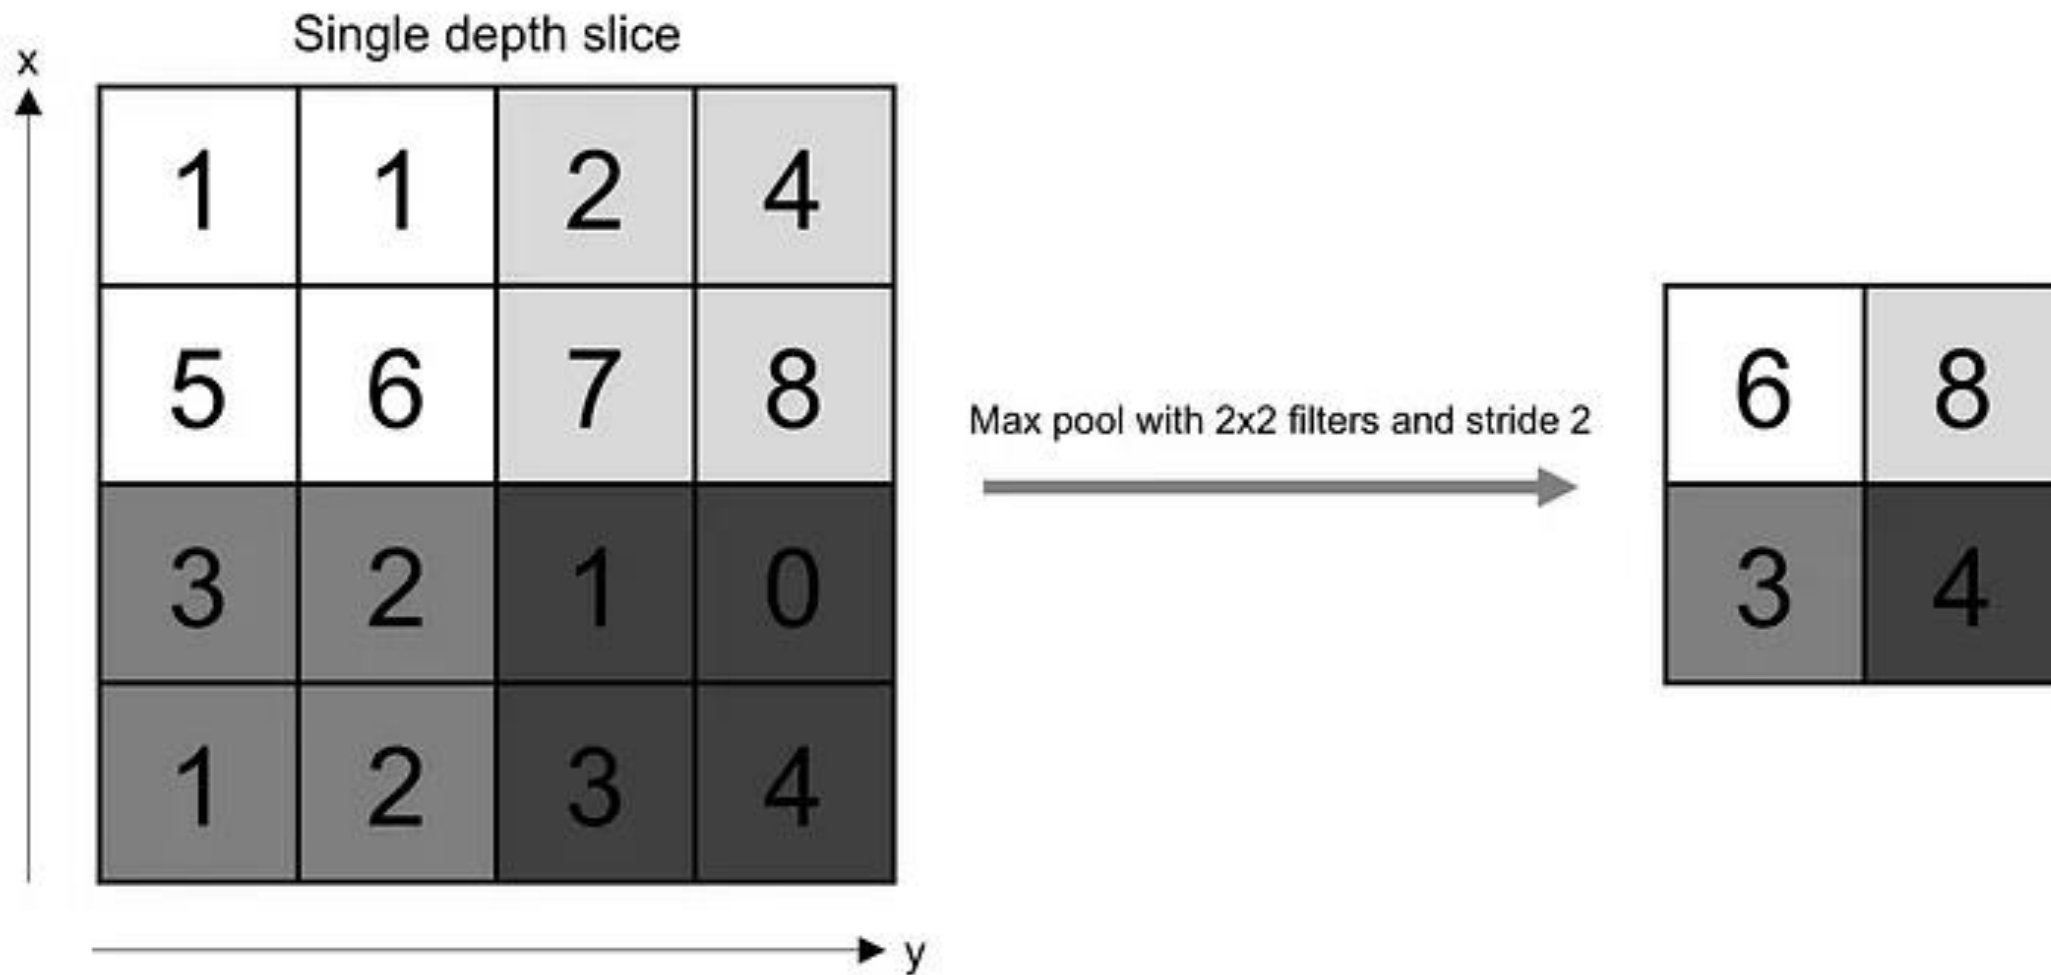 Single depth slice
x
1 1 2 4
5 6 7 8
3 2 1 0
1 2 3 4
y
Max pool with 2x2 filters and stride 2
6 8
3 4